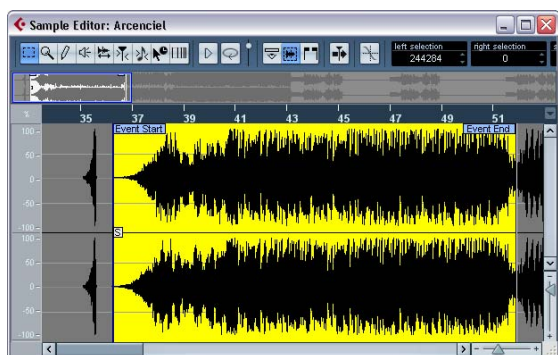 Sample Editor: Arcenciel
left selection right selection
244284 0
% 35 37 39 41 43 45 47 49 51
100 Event Start Event End
50
0
-50
-100
S
100
50
0
-50
-100